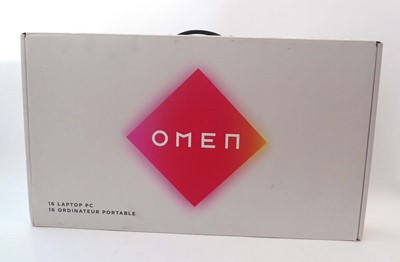 OMEN
16 LAPTOP PC
16 ORDINATEUR PORTABLE